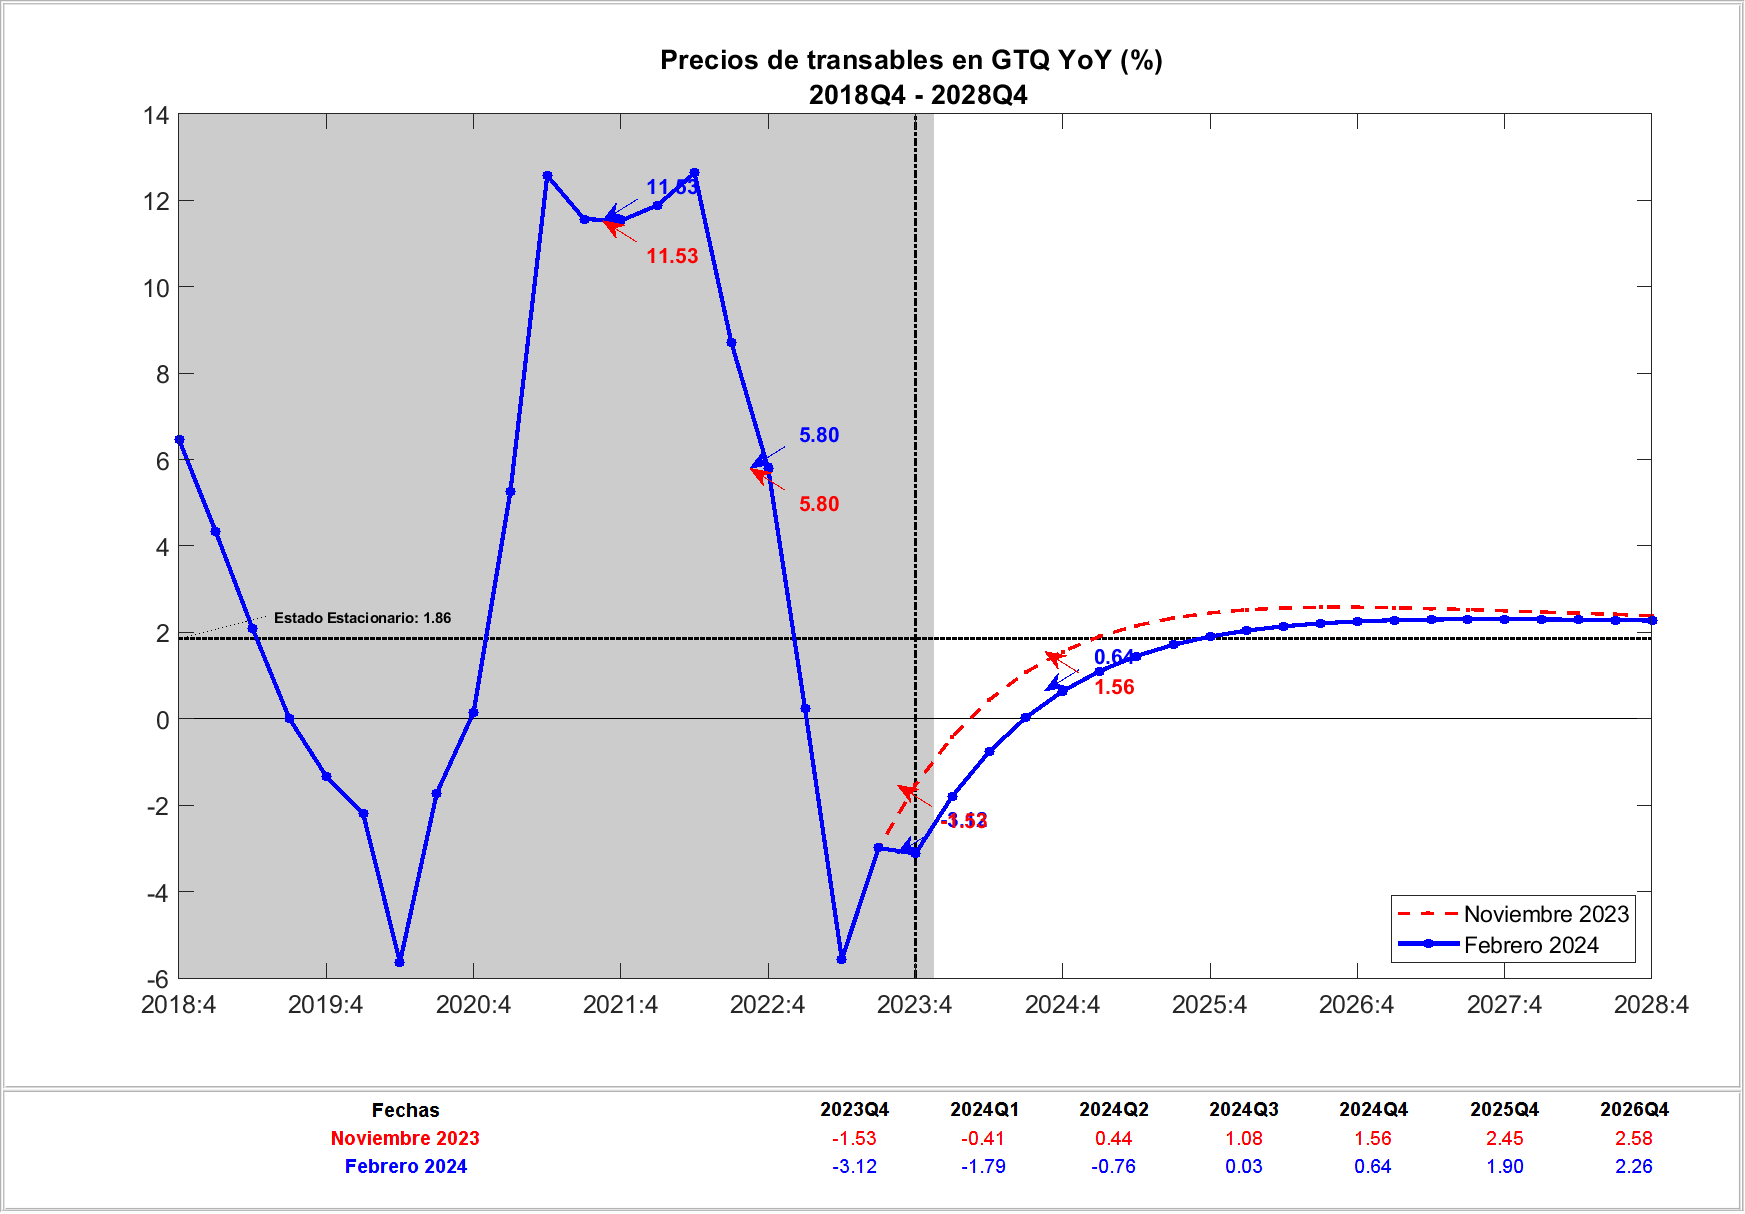 Precios de transables en GTQ YoY (%)
2018Q4 - 2028Q4
14
12
10
8
6
4
2
0
-2
-4
-6
11.53
11.53
5.80
5.80
Estado Estacionario: 1.86
0.64
1.56
-3.12
-1.53
2018:4 2019:4 2020:4 2021:4 2022:4 2023:4 2024:4 2025:4 2026:4 2027:4 2028:4
Noviembre 2023
Febrero 2024
Fechas 2023Q4 2024Q1 2024Q2 2024Q3 2024Q4 2025Q4 2026Q4
Noviembre 2023 -1.53 -0.41 0.44 1.08 1.56 2.45 2.58
Febrero 2024 -3.12 -1.79 -0.76 0.03 0.64 1.90 2.26